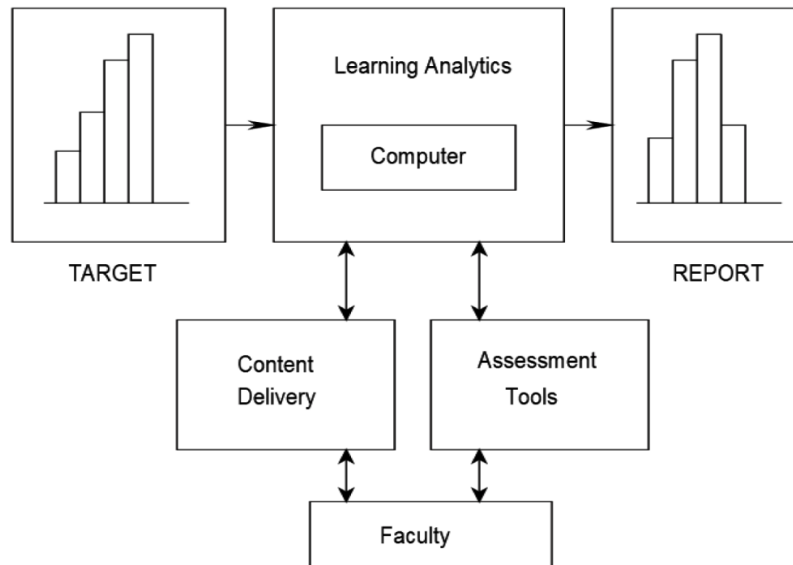 Learning Analytics
Computer
TARGET
REPORT
Content
Delivery
Assessment
Tools
Faculty